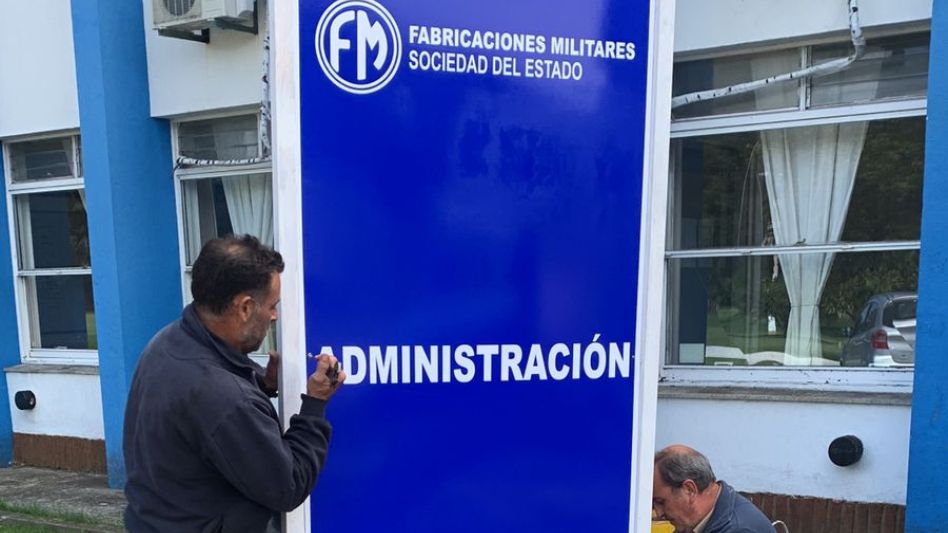 FM
FABRICACIONES MILITARES
SOCIEDAD DEL ESTADO
ADMINISTRACIÓN